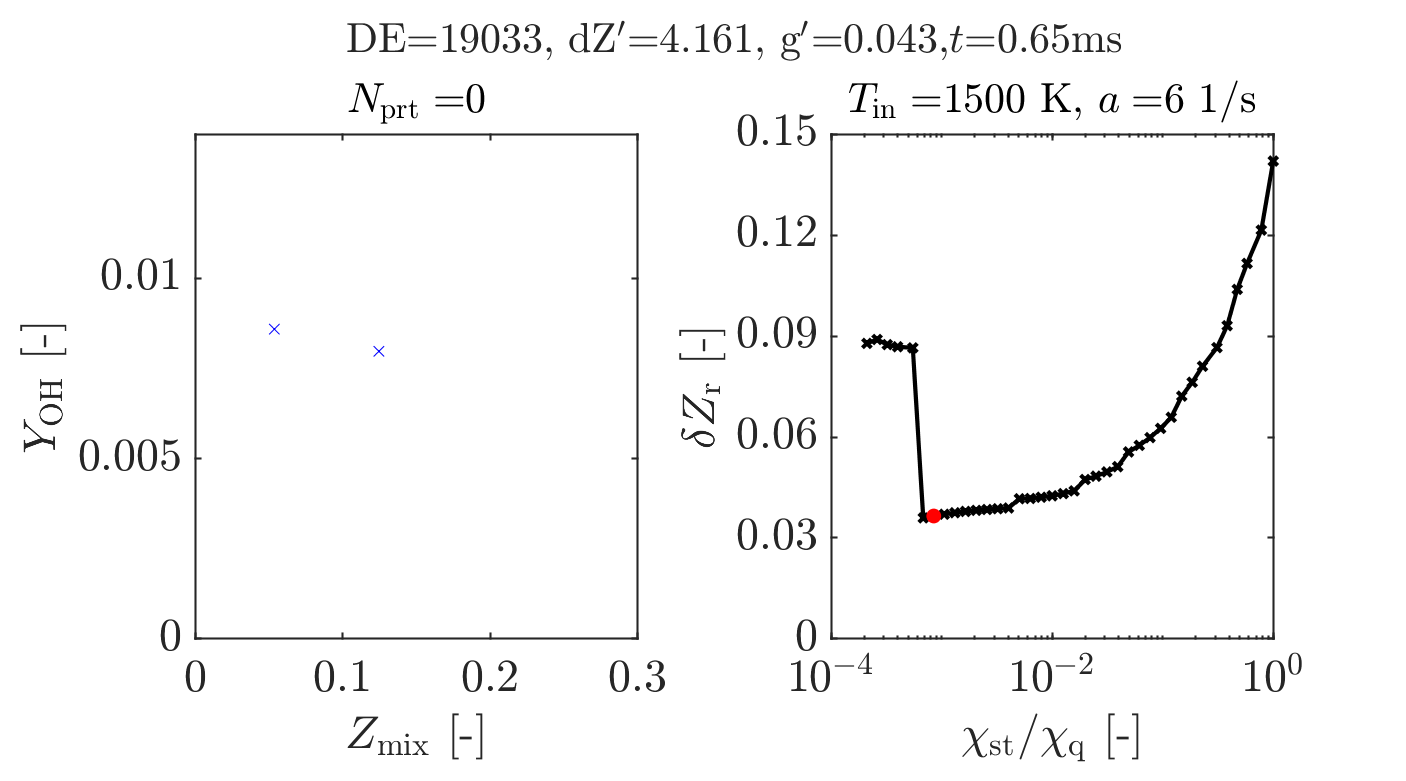 DE=19033, dZ′=4.161, g′=0.043,t=0.65ms
N_prt =0
Y_OH [-]
0.01
0.005
0
0 0.1 0.2 0.3
Z_mix [-]
T_in =1500 K, a =6 1/s
δZ_r [-]
0.15
0.12
0.09
0.06
0.03
0
10⁻⁴ 10⁻² 10⁰
χ_st/χ_q [-]